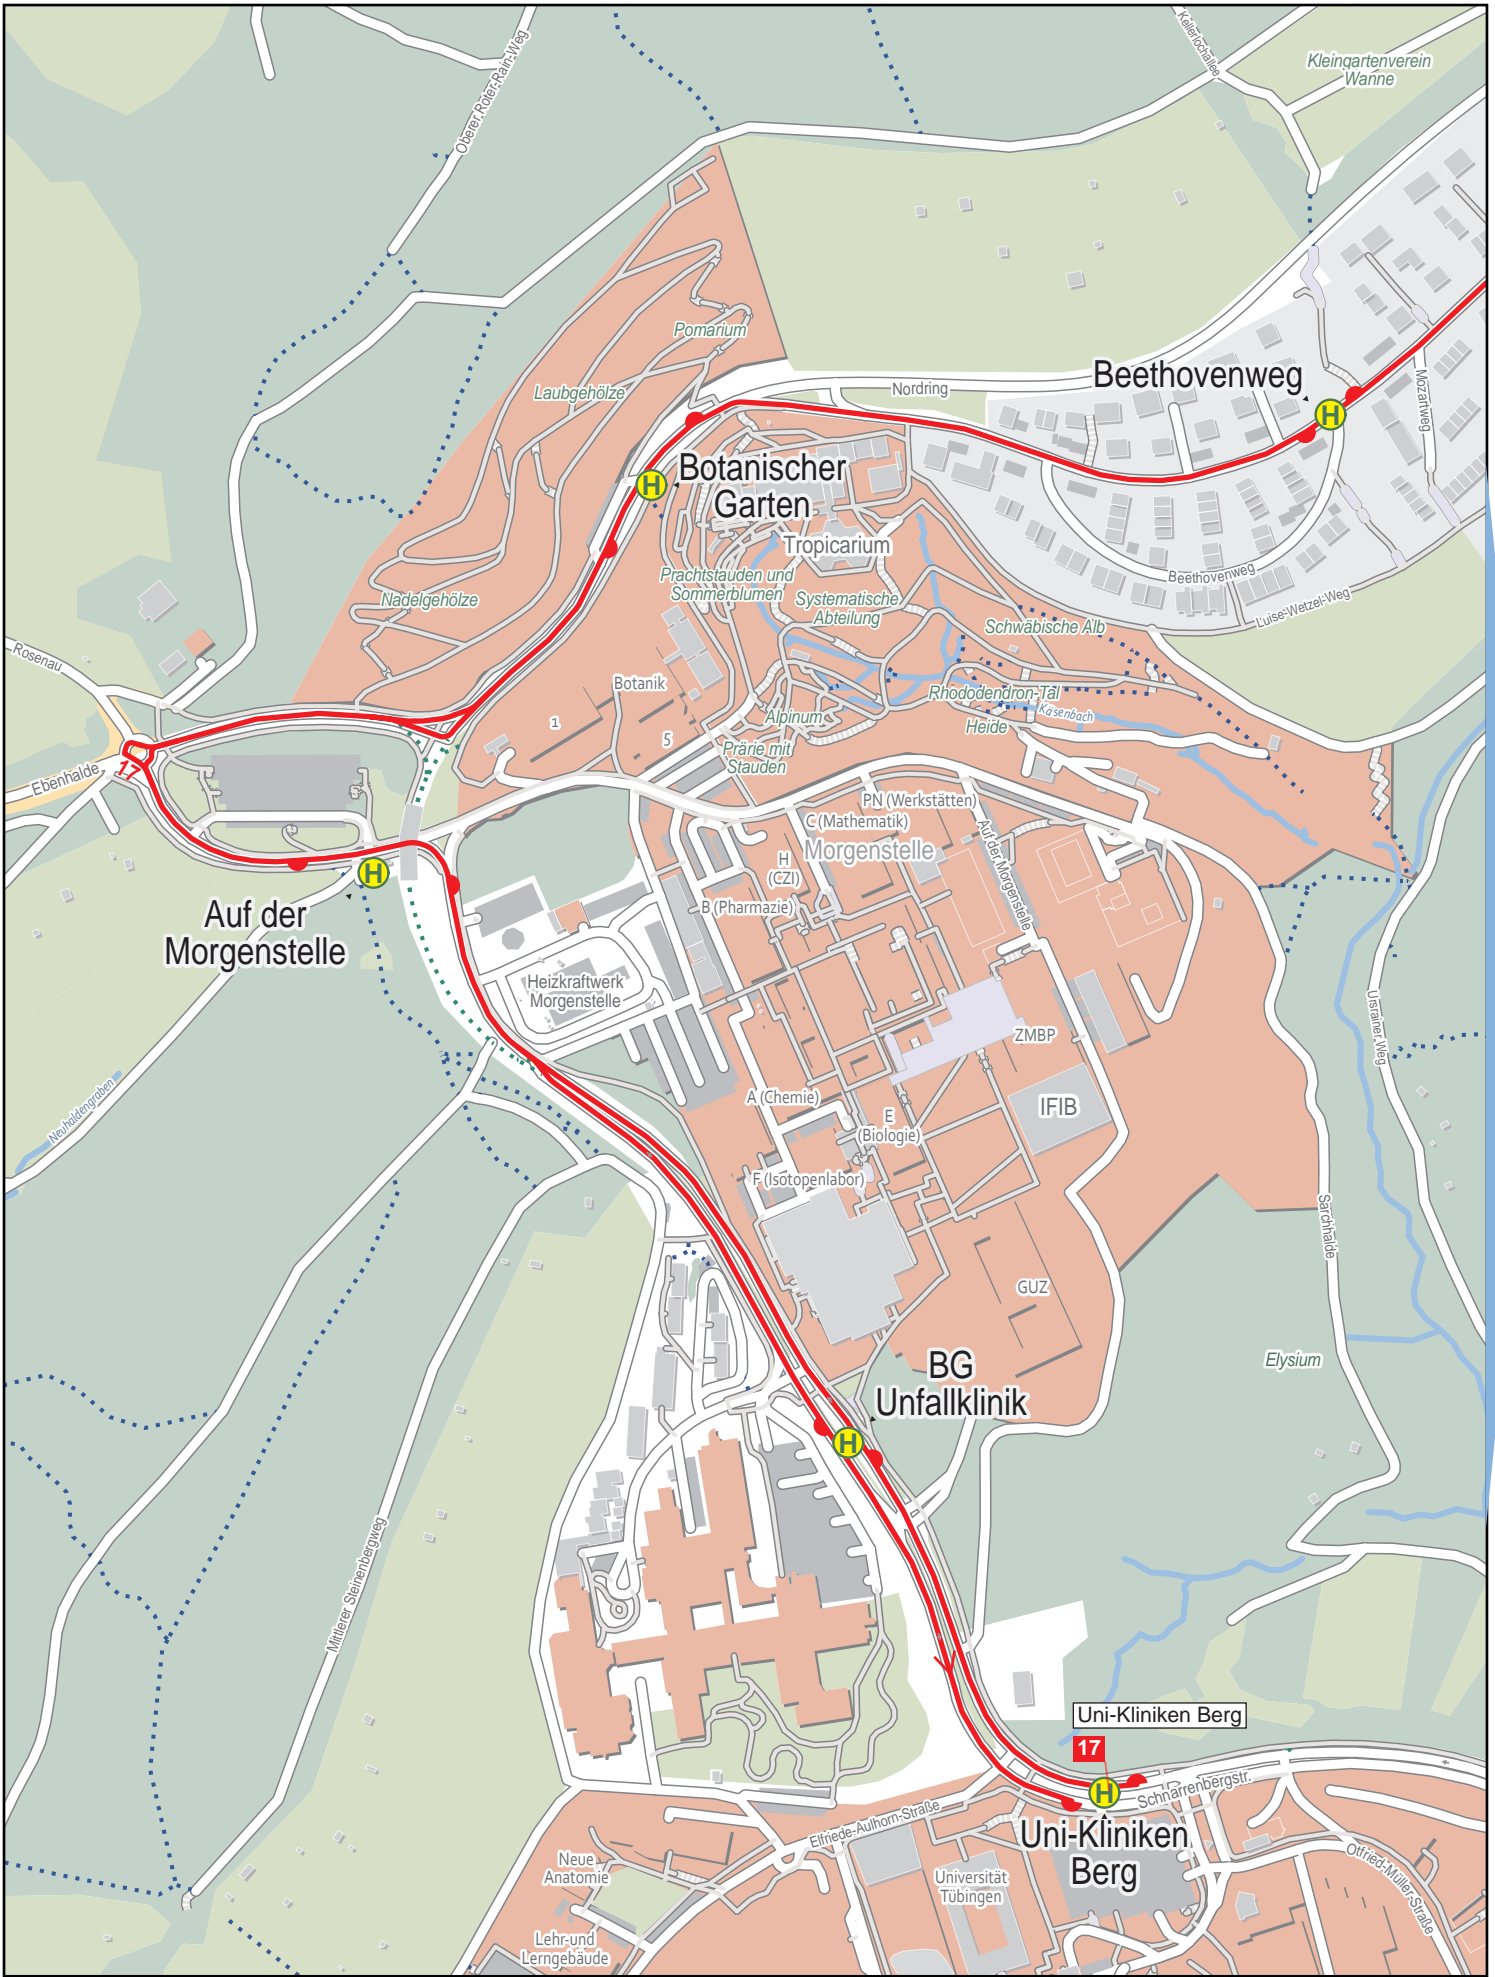 Kleingartenverein
Wanne
Kellerlochallee
Oberer-Roter-Rain-Weg
Pomarium
Laubgehölze
Nordring
Beethovenweg
Mozartweg
Botanischer
Garten
Tropicarium
Prachtstauden und
Sommerblumen
Systematische
Abteilung
Beethovenweg
Luise-Wetzel-Weg
Nadelgehölze
Schwäbische Alb
Rosenau
Botanik
1
5
Rhododendron-Tal
Käsenbach
Alpinum
Heide
Prärie mit
Stauden
Ebenhalde
17
PN (Werkstätten)
C (Mathematik)
Morgenstelle
H
(CZI)
Auf der Morgenstelle
B (Pharmazie)
H
Auf der
Morgenstelle
Heizkraftwerk
Morgenstelle
ZMBP
Ursrainer Weg
Neuhaldengraben
A (Chemie)
IFIB
E
(Biologie)
F (Isotopenlabor)
Sarchhalde
GUZ
Elysium
BG
Unfallklinik
H
Mittlerer Steinenbergweg
Uni-Kliniken Berg
17
H
Schnarrenbergstr.
Elfriede-Aulhorn-Straße
Uni-Kliniken
Berg
Neue
Anatomie
Universität
Tübingen
Otfried-Müller-Straße
Lehr-und
Lerngebäude
H
H